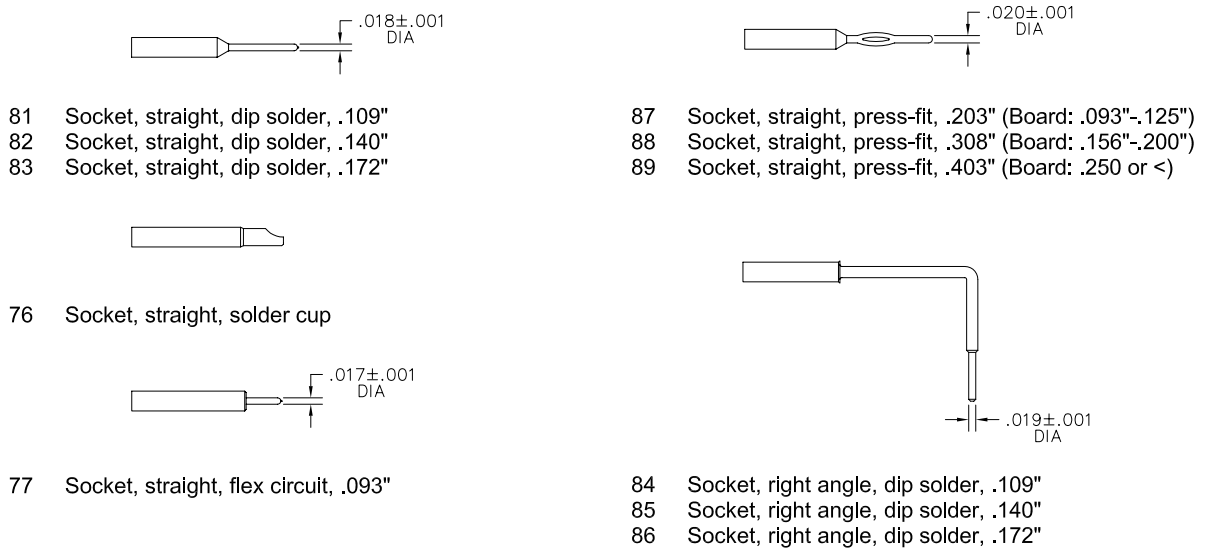 .018±.001
DIA
81 Socket, straight, dip solder, .109"
82 Socket, straight, dip solder, .140"
83 Socket, straight, dip solder, .172"
76 Socket, straight, solder cup
.017±.001
DIA
77 Socket, straight, flex circuit, .093"
.020±.001
DIA
87 Socket, straight, press-fit, .203" (Board: .093"-.125")
88 Socket, straight, press-fit, .308" (Board: .156"-.200")
89 Socket, straight, press-fit, .403" (Board: .250 or <)
.019±.001
DIA
84 Socket, right angle, dip solder, .109"
85 Socket, right angle, dip solder, .140"
86 Socket, right angle, dip solder, .172"